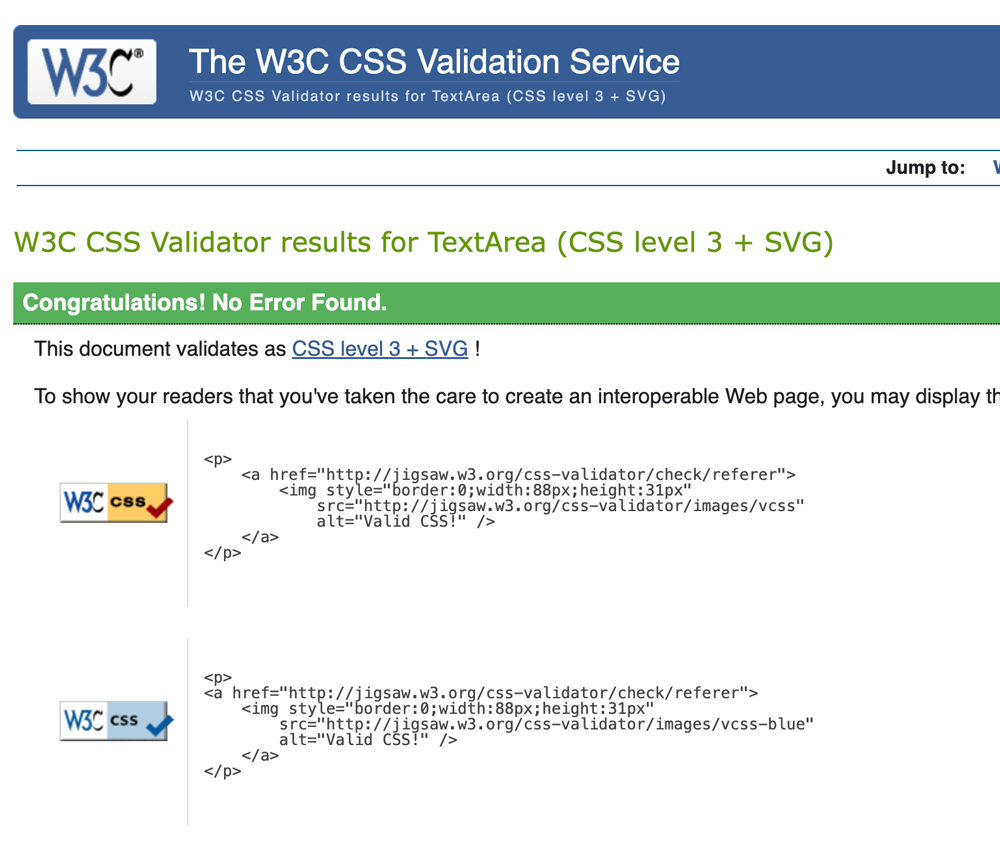 W3C®
The W3C CSS Validation Service
W3C CSS Validator results for TextArea (CSS level 3 + SVG)
Jump to:
W3C CSS Validator results for TextArea (CSS level 3 + SVG)
Congratulations! No Error Found.
This document validates as CSS level 3 + SVG !
To show your readers that you've taken the care to create an interoperable Web page, you may display
<p>
<a href="http://jigsaw.w3.org/css-validator/check/referer">
<img style="border:0;width:88px;height:31px"
src="http://jigsaw.w3.org/css-validator/images/vcss"
alt="Valid CSS!" />
</a>
</p>
W3C css
<p>
<a href="http://jigsaw.w3.org/css-validator/check/referer">
<img style="border:0;width:88px;height:31px"
src="http://jigsaw.w3.org/css-validator/images/vcss-blue"
alt="Valid CSS!" />
</a>
</p>
W3C css